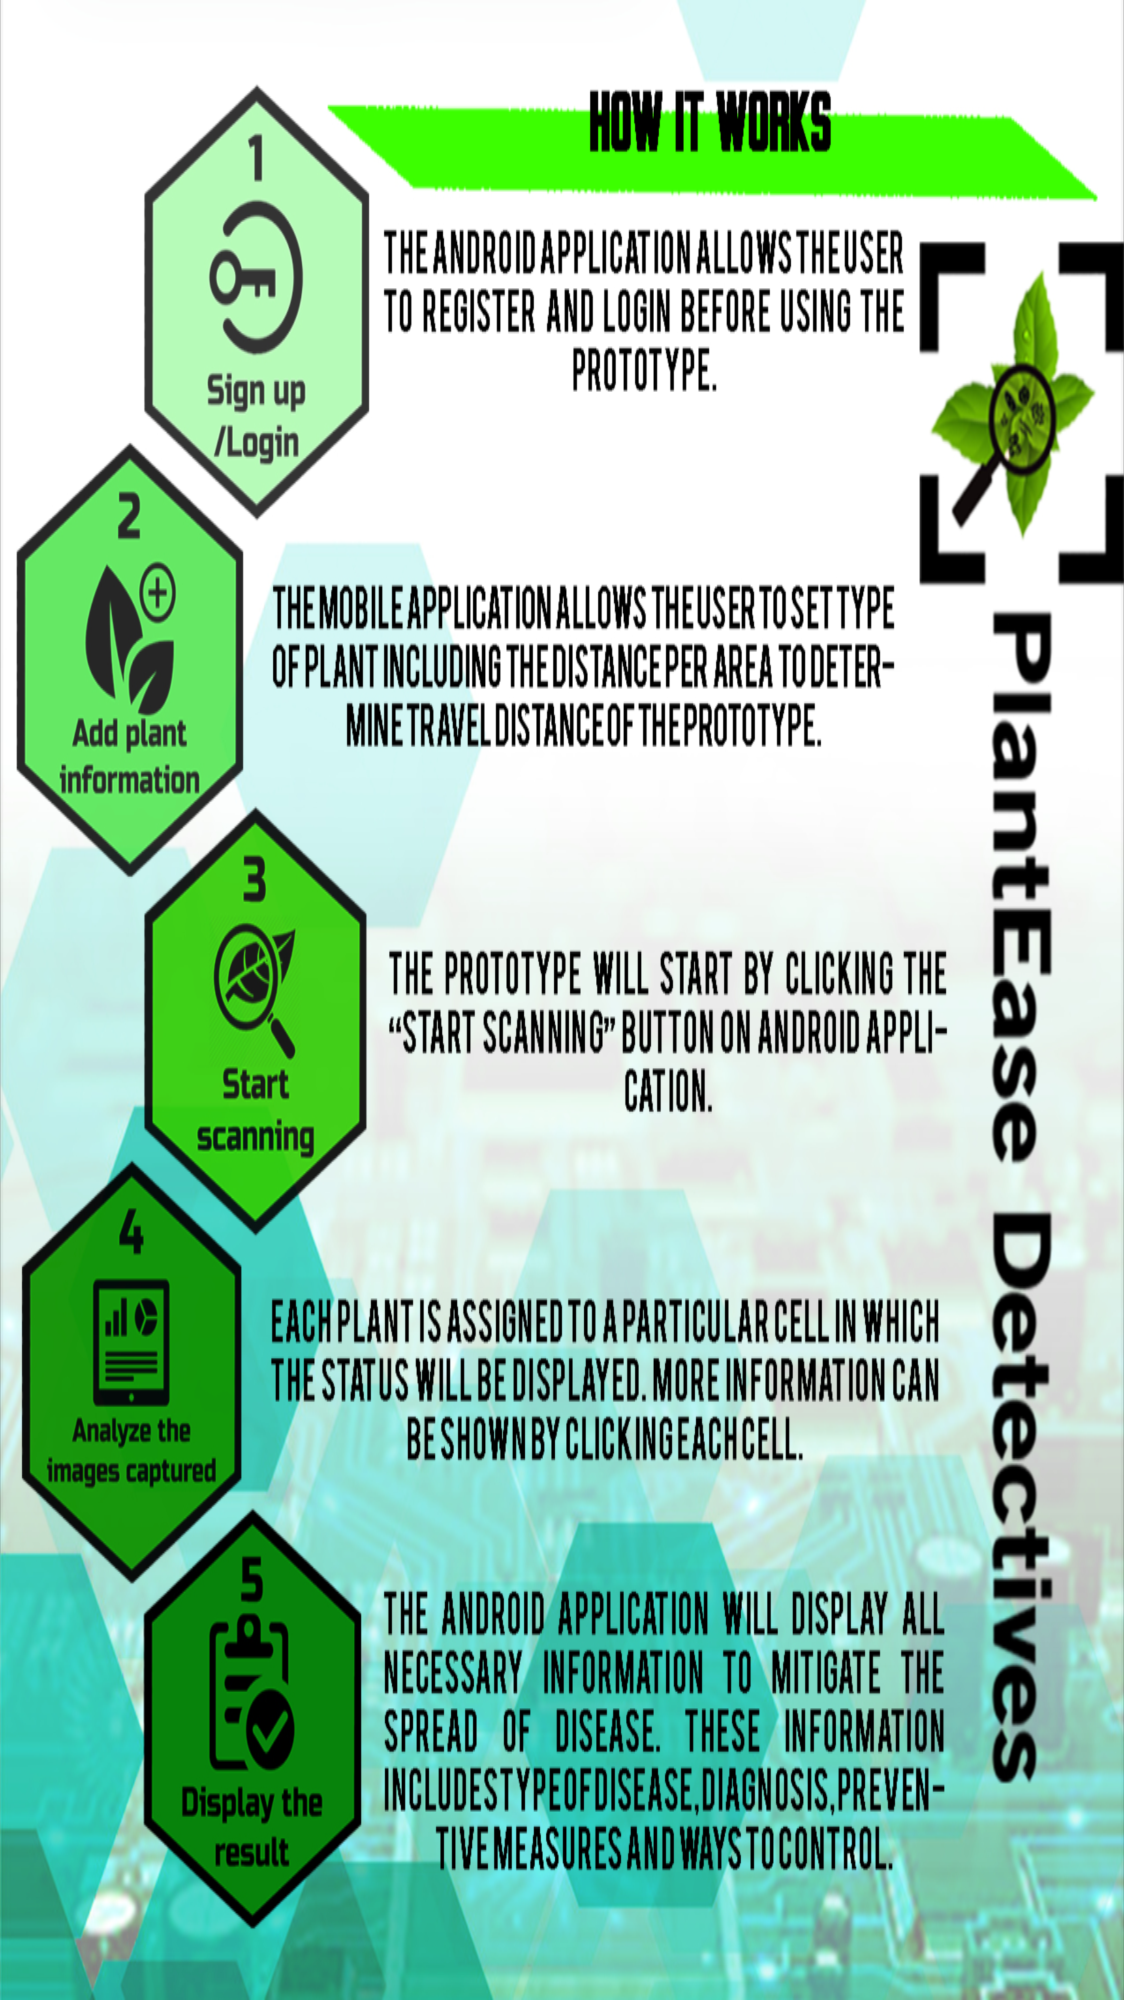 HOW IT WORKS
1
Sign up
/Login
THE ANDROID APPLICATION ALLOWS THE USER
TO REGISTER AND LOGIN BEFORE USING THE
PROTOTYPE.
2
Add plant
information
THE MOBILE APPLICATION ALLOWS THE USER TO SET TYPE
OF PLANT INCLUDING THE DISTANCE PER AREA TO DETER-
MINE TRAVEL DISTANCE OF THE PROTOTYPE.
3
Start
scanning
THE PROTOTYPE WILL START BY CLICKING THE
“START SCANNING” BUTTON ON ANDROID APPLI-
CATION.
4
Analyze the
images captured
EACH PLANT IS ASSIGNED TO A PARTICULAR CELL IN WHICH
THE STATUS WILL BE DISPLAYED. MORE INFORMATION CAN
BE SHOWN BY CLICKING EACH CELL.
5
Display the
result
THE ANDROID APPLICATION WILL DISPLAY ALL
NECESSARY INFORMATION TO MITIGATE THE
SPREAD OF DISEASE. THESE INFORMATION
INCLUDES TYPE OF DISEASE, DIAGNOSIS, PREVEN-
TIVE MEASURES AND WAYS TO CONTROL.
PlantEase Detectives